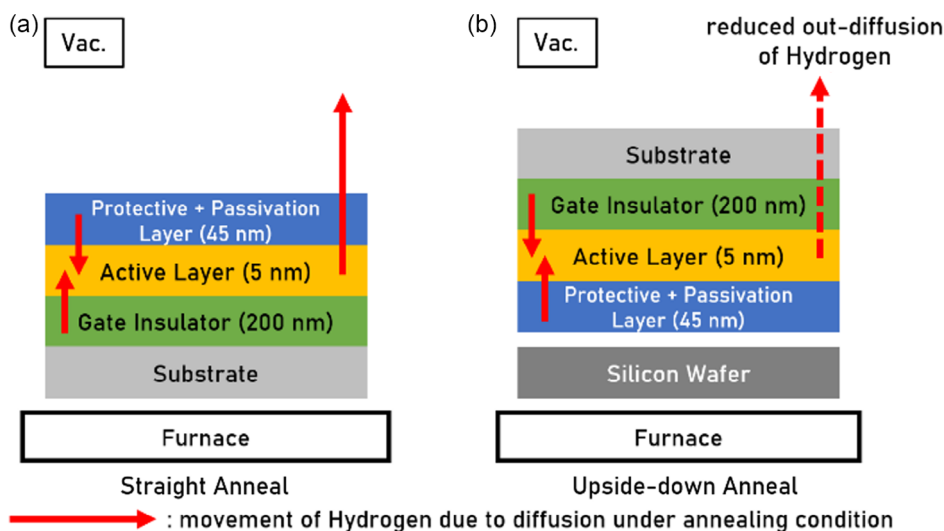 (a)
Vac.
Protective + Passivation
Layer (45 nm)
Active Layer (5 nm)
Gate Insulator (200 nm)
Substrate
Furnace
Straight Anneal
(b)
Vac.
reduced out-diffusion
of Hydrogen
Substrate
Gate Insulator (200 nm)
Active Layer (5 nm)
Protective + Passivation
Layer (45 nm)
Silicon Wafer
Furnace
Upside-down Anneal
: movement of Hydrogen due to diffusion under annealing condition